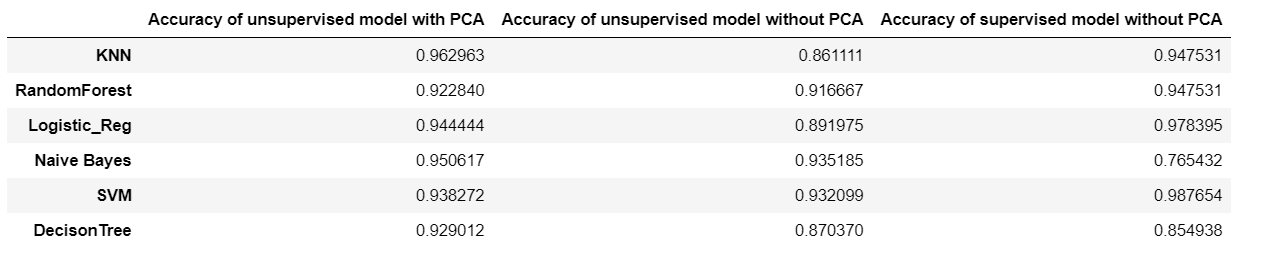 Accuracy of unsupervised model with PCA Accuracy of unsupervised model without PCA Accuracy of supervised model without PCA
KNN 0.962963 0.861111 0.947531
RandomForest 0.922840 0.916667 0.947531
Logistic_Reg 0.944444 0.891975 0.978395
Naive Bayes 0.950617 0.935185 0.765432
SVM 0.938272 0.932099 0.987654
DecisonTree 0.929012 0.870370 0.854938